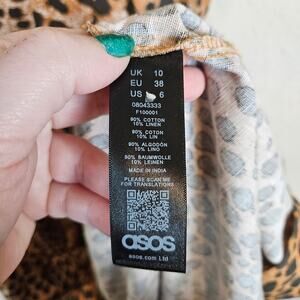 UK 10
EU 38
US 6
08043333
F100001
90% COTTON
10% LINEN
90% COTON
10% LIN
90% ALGODÓN
10% LINO
90% BAUMWOLLE
10% LEINEN
MADE IN INDIA
PLEASE SCAN ME
FOR TRANSLATIONS
asos
asos.com Ltd